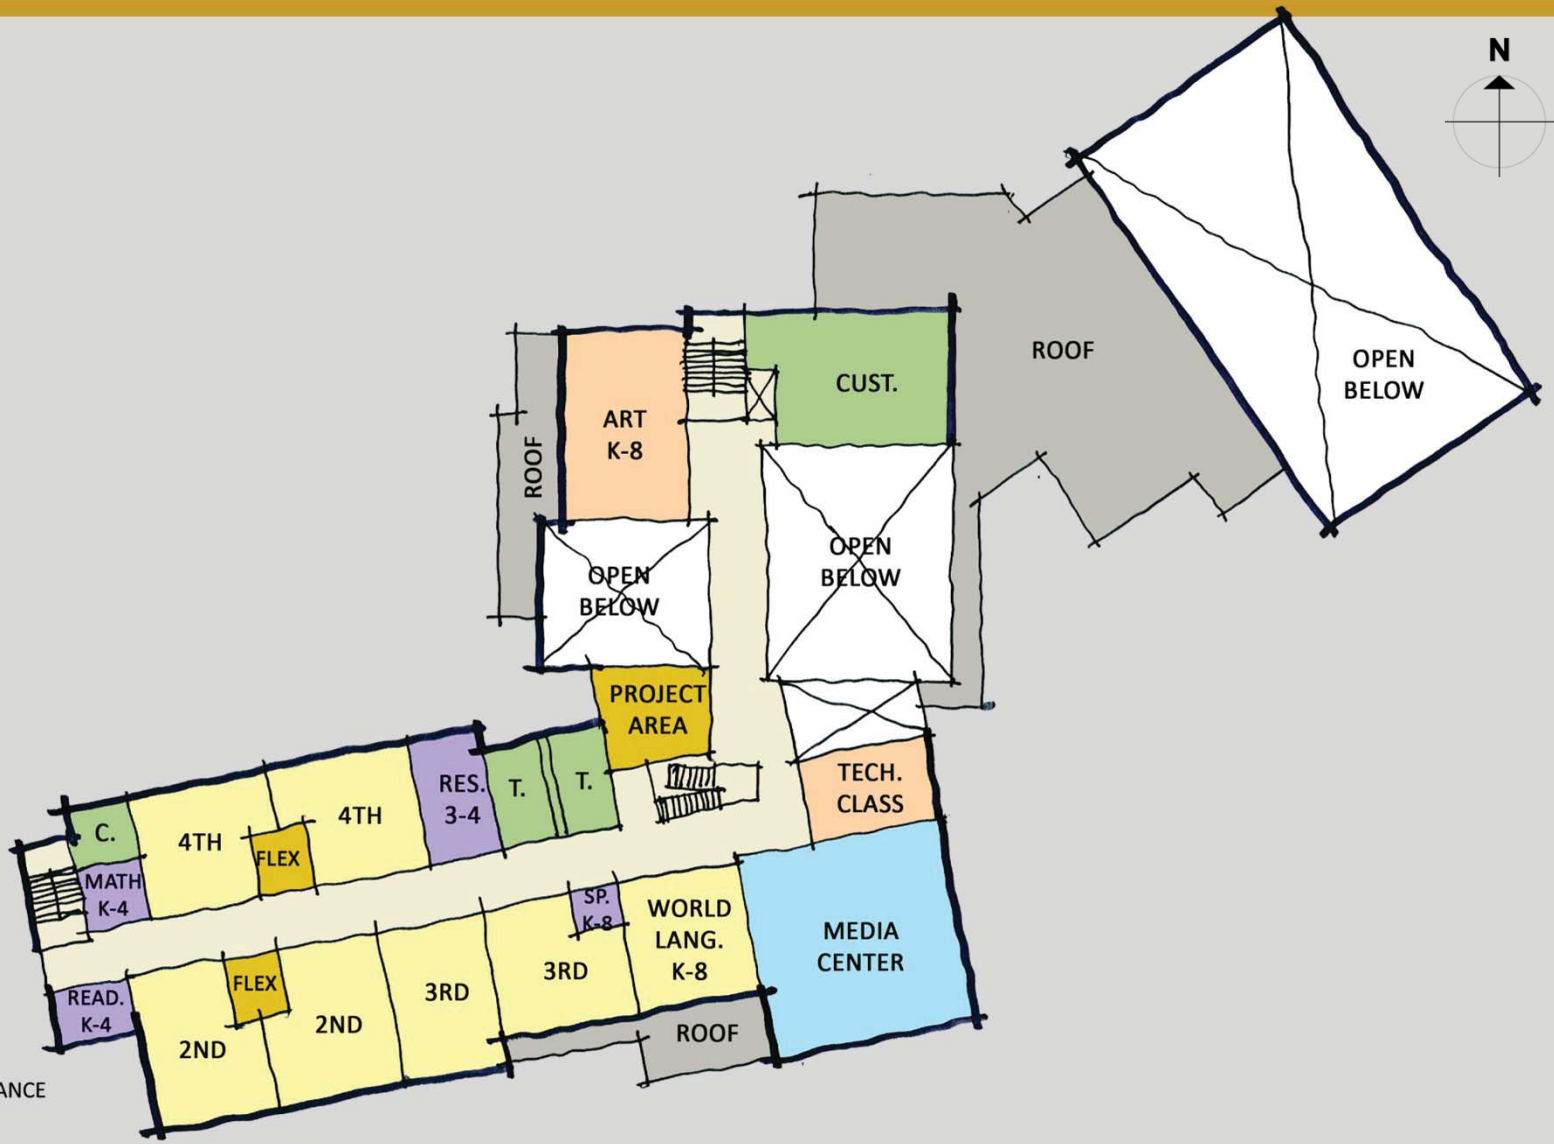 N
OPEN
BELOW
ROOF
CUST.
ART
K-8
ROOF
OPEN
BELOW
OPEN
BELOW
PROJECT
AREA
TECH.
CLASS
RES.
3-4
T.
T.
4TH
4TH
FLEX
C.
MATH
K-4
SP.
K-8
WORLD
LANG.
K-8
MEDIA
CENTER
3RD
3RD
FLEX
2ND
2ND
READ.
K-4
ROOF
ANCE